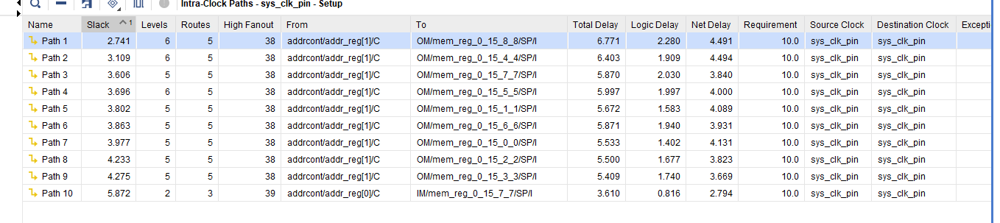 Intra-Clock Paths - sys_clk_pin - Setup
Name Slack ^1 Levels Routes High Fanout From To Total Delay Logic Delay Net Delay Requirement Source Clock Destination Clock Excepti
Path 1 2.741 6 5 38 addrcont/addr_reg[1]/C OM/mem_reg_0_15_8_8/SP/I 6.771 2.280 4.491 10.0 sys_clk_pin sys_clk_pin
Path 2 3.109 6 5 38 addrcont/addr_reg[1]/C OM/mem_reg_0_15_4_4/SP/I 6.403 1.909 4.494 10.0 sys_clk_pin sys_clk_pin
Path 3 3.606 6 5 38 addrcont/addr_reg[1]/C OM/mem_reg_0_15_7_7/SP/I 5.870 2.030 3.840 10.0 sys_clk_pin sys_clk_pin
Path 4 3.696 6 5 38 addrcont/addr_reg[1]/C OM/mem_reg_0_15_5_5/SP/I 5.997 1.997 4.000 10.0 sys_clk_pin sys_clk_pin
Path 5 3.802 5 5 38 addrcont/addr_reg[1]/C OM/mem_reg_0_15_1_1/SP/I 5.672 1.583 4.089 10.0 sys_clk_pin sys_clk_pin
Path 6 3.863 5 5 38 addrcont/addr_reg[1]/C OM/mem_reg_0_15_6_6/SP/I 5.871 1.940 3.931 10.0 sys_clk_pin sys_clk_pin
Path 7 3.977 5 5 38 addrcont/addr_reg[1]/C OM/mem_reg_0_15_0_0/SP/I 5.533 1.402 4.131 10.0 sys_clk_pin sys_clk_pin
Path 8 4.233 5 5 38 addrcont/addr_reg[1]/C OM/mem_reg_0_15_2_2/SP/I 5.500 1.677 3.823 10.0 sys_clk_pin sys_clk_pin
Path 9 4.275 5 5 38 addrcont/addr_reg[1]/C OM/mem_reg_0_15_3_3/SP/I 5.409 1.740 3.669 10.0 sys_clk_pin sys_clk_pin
Path 10 5.872 2 3 39 addrcont/addr_reg[0]/C IM/mem_reg_0_15_7_7/SP/I 3.610 0.816 2.794 10.0 sys_clk_pin sys_clk_pin